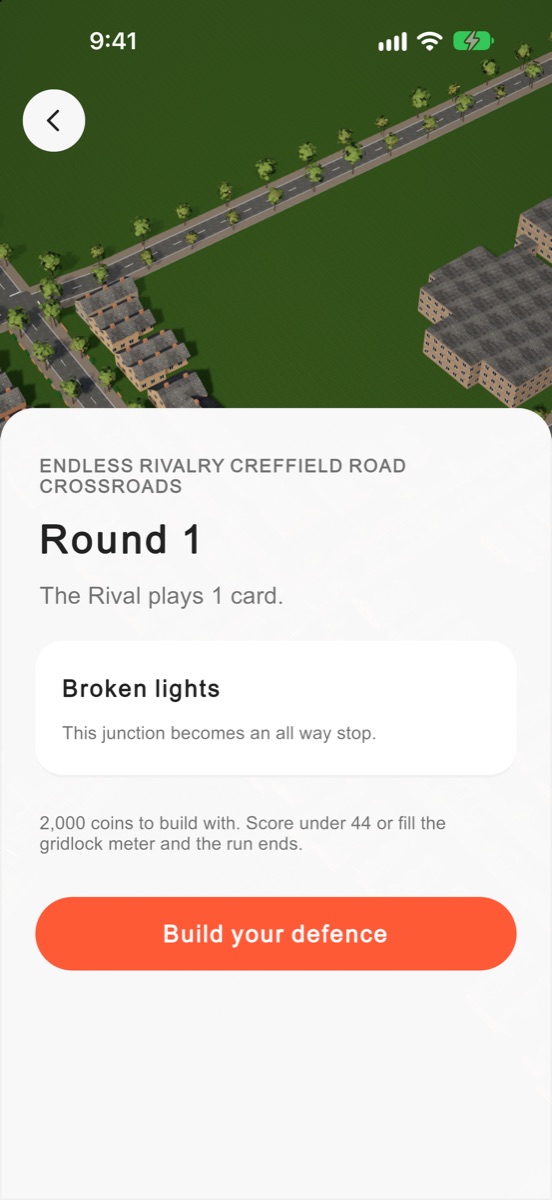 9:41
ENDLESS RIVALRY CREFFIELD ROAD
CROSSROADS
Round 1
The Rival plays 1 card.
Broken lights
This junction becomes an all way stop.
2,000 coins to build with. Score under 44 or fill the
gridlock meter and the run ends.
Build your defence